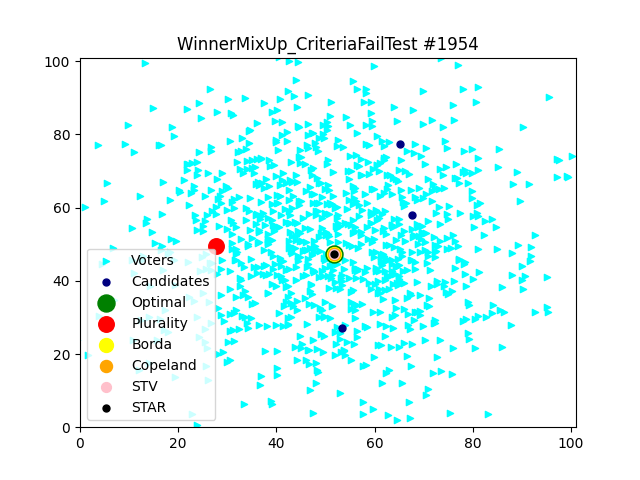 WinnerMixUp_CriteriaFailTest #1954
100
80
60
40
20
0
0 20 40 60 80 100
Voters
Candidates
Optimal
Plurality
Borda
Copeland
STV
STAR